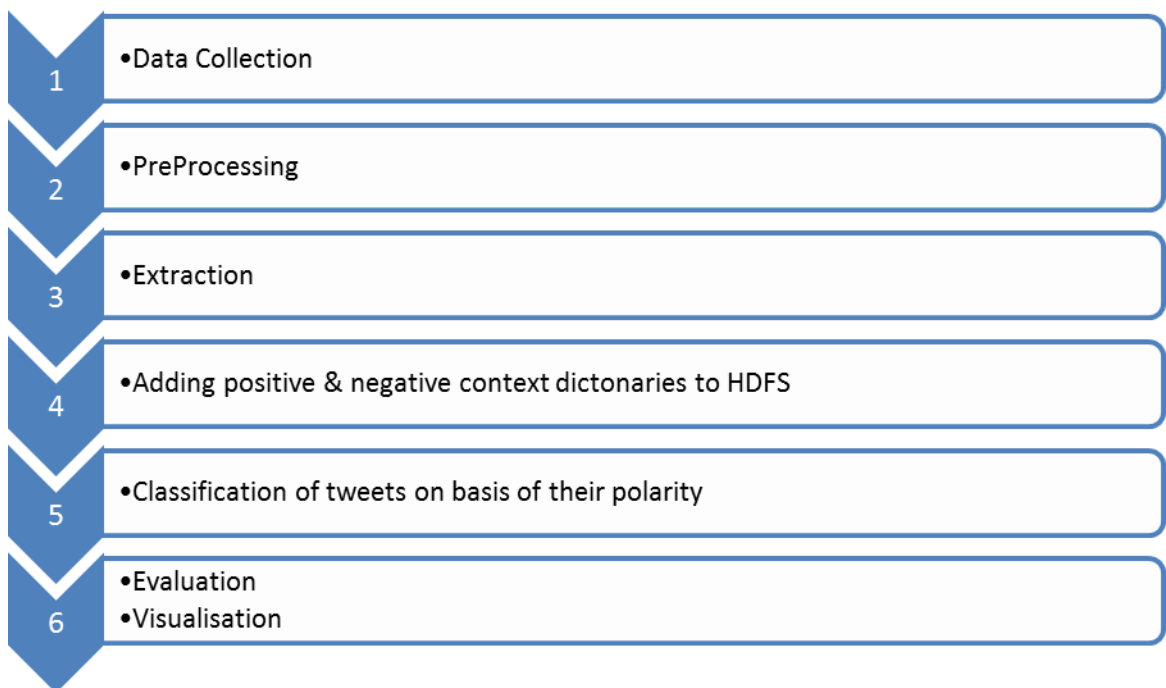 1
•Data Collection
2
•PreProcessing
3
•Extraction
4
•Adding positive & negative context dictonaries to HDFS
5
•Classification of tweets on basis of their polarity
6
•Evaluation
•Visualisation